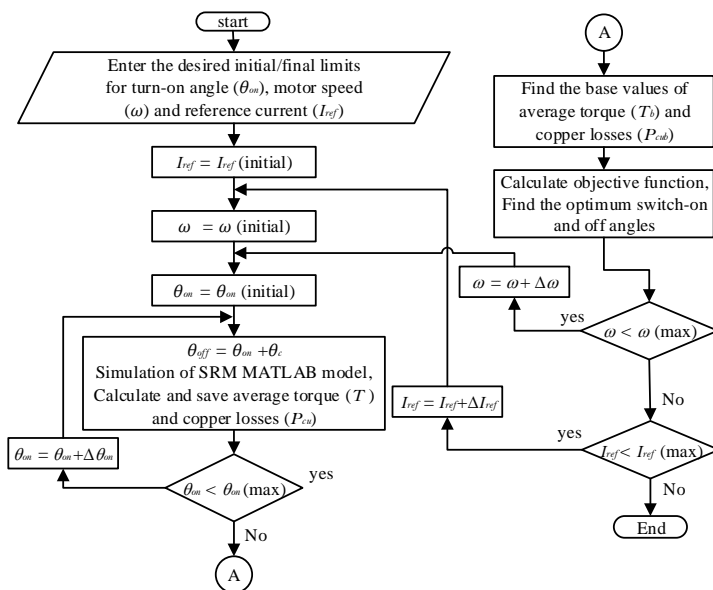 start
Enter the desired initial/final limits
for turn-on angle (θon), motor speed
(ω) and reference current (Iref)
Iref = Iref (initial)
ω = ω (initial)
θon = θon (initial)
θoff = θon +θc
Simulation of SRM MATLAB model,
Calculate and save average torque (T )
and copper losses (Pcu)
θon = θon+Δθon
θon < θon (max)
yes
No
A
A
Find the base values of
average torque (Tb) and
copper losses (Pcub)
Calculate objective function,
Find the optimum switch-on
and off angles
ω = ω+ Δω
yes
ω < ω (max)
No
Iref = Iref+ΔIref
yes
Iref < Iref (max)
No
End